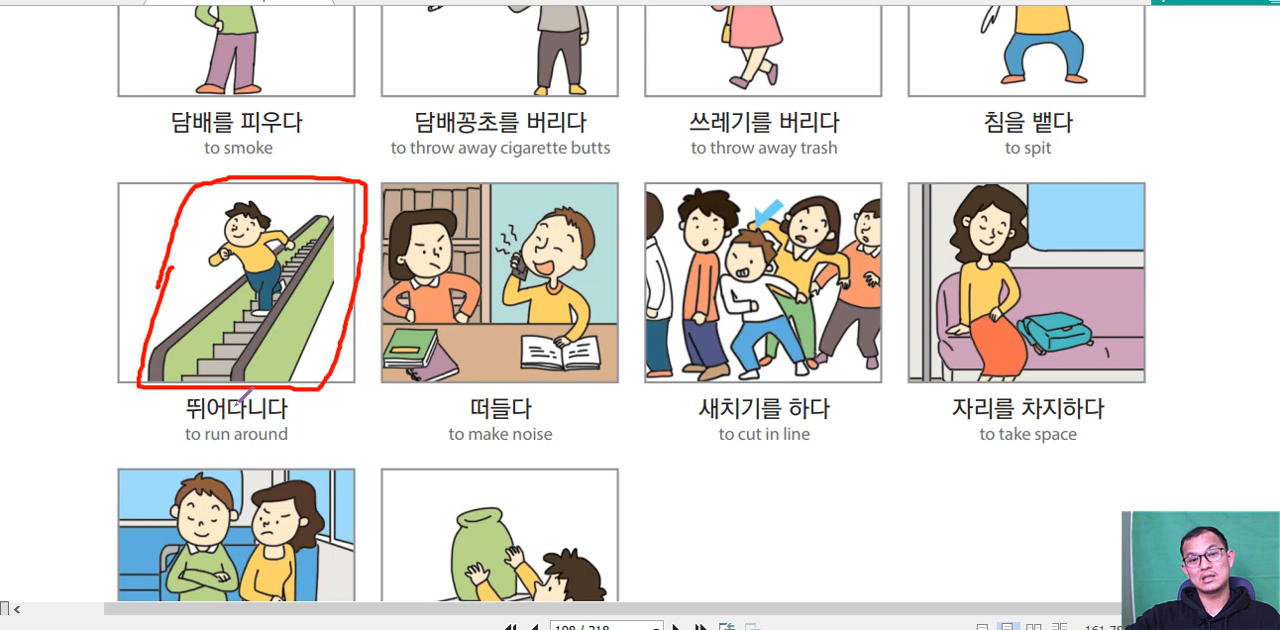 담배를 피우다
to smoke
담배꽁초를 버리다
to throw away cigarette butts
쓰레기를 버리다
to throw away trash
침을 뱉다
to spit
뛰어다니다
to run around
떠들다
to make noise
새치기를 하다
to cut in line
자리를 차지하다
to take space